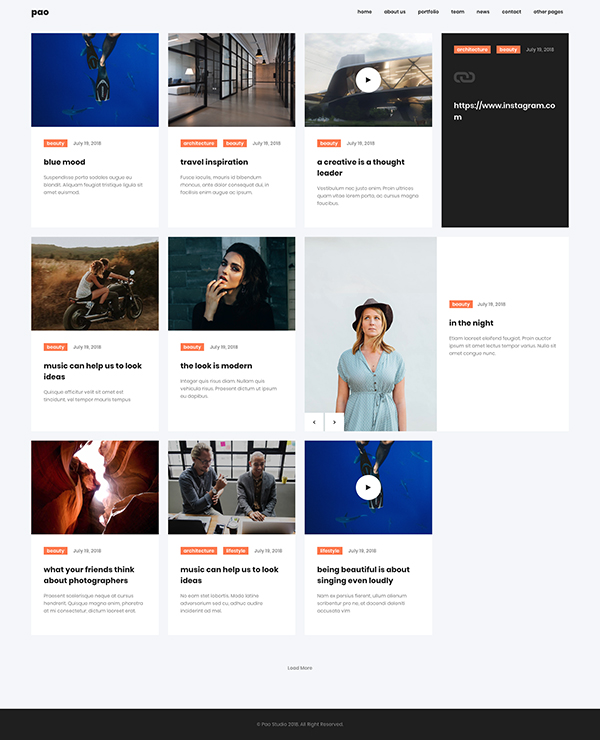 pao
home about us portfolio team news contact other pages
beauty July 19, 2018
blue mood
Suspendisse porta sodales augue eu
blandit. Aliquam feugiat tristique ligula sit
amet euismod.
architecture beauty July 19, 2018
travel inspiration
Fusce iaculis, mauris id bibendum
rhoncus, ante dolor consequat dui, in
facilisis enim augue ac ipsum.
beauty July 19, 2018
a creative is a thought
leader
Vestibulum nec justo enim. Proin ultrices
quam vitae lorem porta, ac cursus magna
faucibus.
architecture beauty July 19, 2018
https://www.instagram.co
m
beauty July 19, 2018
music can help us to look
ideas
Quisque efficitur velit sit amet est
tincidunt, vel tempor mauris tempus
beauty July 19, 2018
the look is modern
Integer quis risus diam. Nullam quis
vehicula risus. Praesent dictum ut ipsum
eu dapibus.
beauty July 19, 2018
in the night
Etiam laoreet eleifend feugiat. Proin auctor
ipsum sit amet lectus tempor varius. Nulla sit
amet congue nunc.
beauty July 19, 2018
what your friends think
about photographers
Praesent scelerisque neque at cursus
hendrerit. Quisque magna enim, pharetra
at mi consectetur, dictum laoreet erat.
architecture lifestyle July 19, 2018
music can help us to look
ideas
No eam stet lobortis. Modo latine
adversarium sed cu, adhuc audire
inciderint ad mei.
lifestyle July 19, 2018
being beautiful is about
singing even loudly
Nam ex persius fierent, ullum alienum
scribentur pro ne, et docendi deleniti
accusata vim
Load More
© Pao Studio 2018, All Right Reserved.